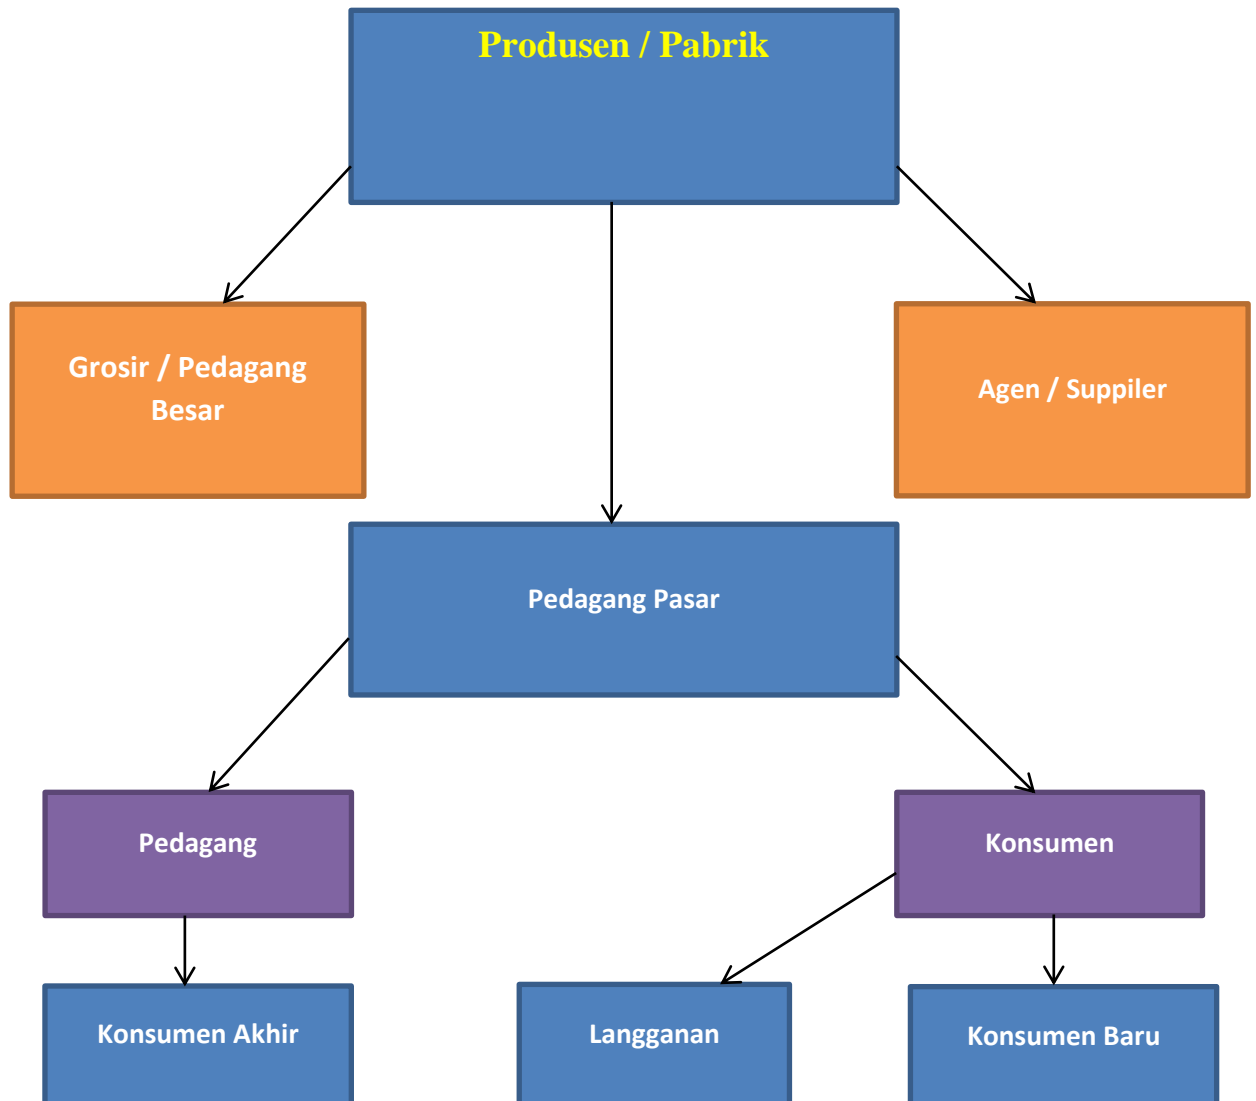 Produsen / Pabrik
Grosir / Pedagang
Besar
Agen / Suppiler
Pedagang Pasar
Pedagang
Konsumen
Konsumen Akhir
Langganan
Konsumen Baru